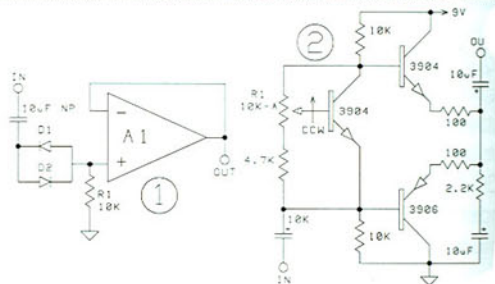 IN
10uF NP
D1
D2
R1
10K
A1
-
+
OUT
1
2
9V
OU
10K
3904
10uF
+
R1
10K-A
CCW
3904
100
4.7K
100
2.2K
3906
10K
+
10K
10uF
+
IN